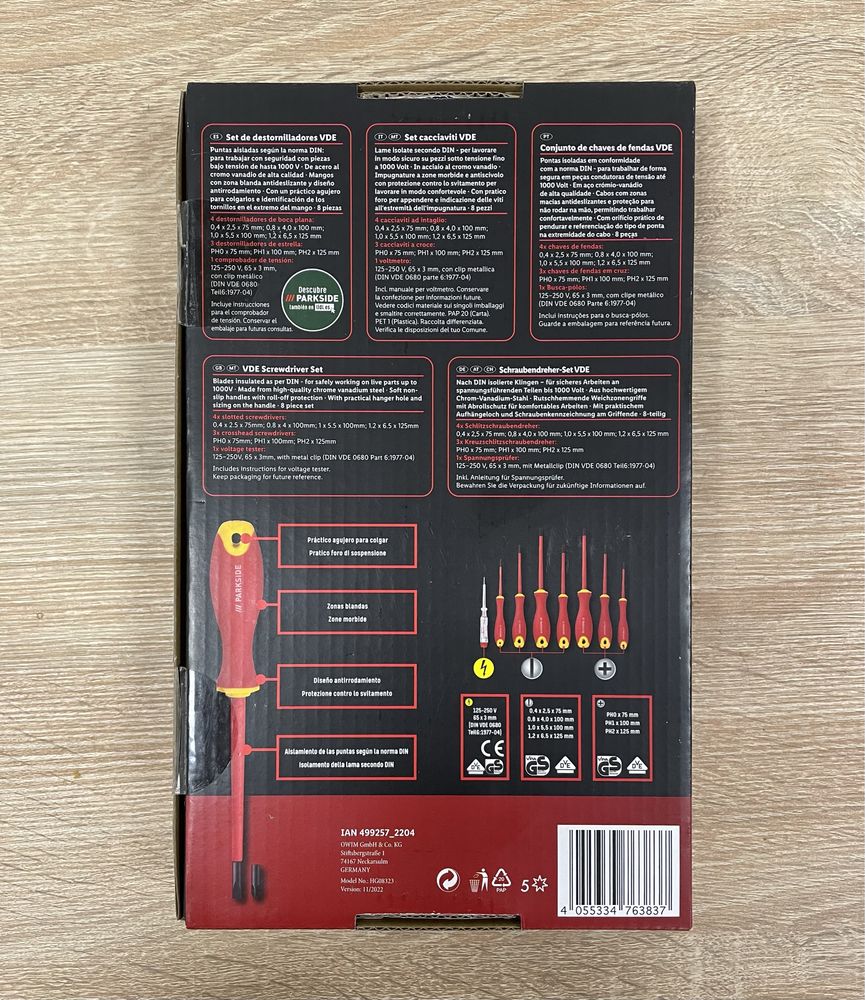 ES Set de destornilladores VDE
Puntas aisladas según la norma DIN:
para trabajar con seguridad con piezas
bajo tensión de hasta 1000 V · De acero al
cromo vanadio de alta calidad · Mangos
con zona blanda antideslizante y diseño
antirrodamiento · Con un práctico agujero
para colgarlos e identificación de los
tornillos en el extremo del mango · 8 piezas
4 destornilladores de boca plana:
0,4 x 2,5 x 75 mm; 0,8 x 4,0 x 100 mm;
1,0 x 5,5 x 100 mm; 1,2 x 6,5 x 125 mm
3 destornilladores de estrella:
PH0 x 75 mm; PH1 x 100 mm; PH2 x 125 mm
1 comprobador de tensión:
125-250 V, 65 x 3 mm,
con clip metálico
(DIN VDE 0680
Teil6:1977-04)
Incluye instrucciones
para el comprobador
de tensión. Conservar el
embalaje para futuras consultas.
Descubre
/// PARKSIDE
también en LIDL.es
IT MT Set cacciaviti VDE
Lame isolate secondo DIN - per lavorare
in modo sicuro su pezzi sotto tensione fino
a 1000 Volt · In acciaio al cromo vanadio ·
Impugnature a zone morbide e antiscivolo
con protezione contro lo svitamento per
lavorare in modo confortevole · Con pratico
foro per appendere e indicazione delle viti
all'estremità dell'impugnatura · 8 pezzi
4 cacciaviti ad intaglio:
0,4 x 2,5 x 75 mm; 0,8 x 4,0 x 100 mm;
1,0 x 5,5 x 100 mm; 1,2 x 6,5 x 125 mm
3 cacciaviti a croce:
PH0 x 75 mm; PH1 x 100 mm; PH2 x 125 mm
1 voltmetro:
125-250 V, 65 x 3 mm, con clip metallica
(DIN VDE 0680 parte 6:1977-04)
Incl. manuale per voltmetro. Conservare
la confezione per informazioni future.
Vedere codici materiale sui singoli imballaggi
e smaltire correttamente. PAP 20 (Carta).
PET 1 (Plastica). Raccolta differenziata.
Verifica le disposizioni del tuo Comune.
PT
Conjunto de chaves de fendas VDE
Pontas isoladas em conformidade
com a norma DIN - para trabalhar de forma
segura em peças condutoras de tensão até
1000 Volt · Em aço crómio-vanádio
de alta qualidade · Cabos com zonas
macias antideslizantes e proteção para
não rodar na mão, permitindo trabalhar
confortavelmente · Com orifício prático de
pendurar e referenciação do tipo de ponta
na extremidade do cabo · 8 peças
4x chaves de fendas:
0,4 x 2,5 x 75 mm; 0,8 x 4,0 x 100 mm;
1,0 x 5,5 x 100 mm; 1,2 x 6,5 x 125 mm
3x chaves de fendas em cruz:
PH0 x 75 mm; PH1 x 100 mm; PH2 x 125 mm
1x Busca-pólos:
125-250 V, 65 x 3 mm, com clipe metálico
(DIN VDE 0680 Parte 6:1977-04)
Inclui instruções para o busca-pólos.
Guarde a embalagem para referência futura.
GB MT VDE Screwdriver Set
Blades insulated as per DIN - for safely working on live parts up to
1000V · Made from high-quality chrome vanadium steel · Soft non-
slip handles with roll-off protection · With practical hanger hole and
sizing on the handle · 8 piece set
4x slotted screwdrivers:
0.4 x 2.5 x 75mm; 0.8 x 4 x 100mm; 1 x 5.5 x 100mm; 1.2 x 6.5 x 125mm
3x crosshead screwdrivers:
PH0 x 75mm; PH1 x 100mm; PH2 x 125mm
1x voltage tester:
125-250V, 65 x 3mm, with metal clip (DIN VDE 0680 Part 6:1977-04)
Includes instructions for voltage tester.
Keep packaging for future reference.
DE AT CH Schraubendreher-Set VDE
Nach DIN isolierte Klingen – für sicheres Arbeiten an
spannungsführenden Teilen bis 1000 Volt · Aus hochwertigem
Chrom-Vanadium-Stahl · Rutschhemmende Weichzonengriffe
mit Abrollschutz für komfortables Arbeiten · Mit praktischem
Aufhängeloch und Schraubenkennzeichnung am Griffende · 8-teilig
4x Schlitzschraubendreher:
0,4 x 2,5 x 75 mm; 0,8 x 4,0 x 100 mm; 1,0 x 5,5 x 100 mm; 1,2 x 6,5 x 125 mm
3x Kreuzschlitzschraubendreher:
PH0 x 75 mm; PH1 x 100 mm; PH2 x 125 mm
1x Spannungsprüfer:
125-250 V, 65 x 3 mm, mit Metallclip (DIN VDE 0680 Teil6:1977-04)
Inkl. Anleitung für Spannungsprüfer.
Bewahren Sie die Verpackung für zukünftige Informationen auf.
/// PARKSIDE
Práctico agujero para colgar
Pratico foro di sospensione
Zonas blandas
Zone morbide
Diseño antirrodamiento
Protezione contro lo svitamento
Aislamiento de las puntas según la norma DIN
Isolamento della lama secondo DIN
125-250 V
65 x 3 mm
(DIN VDE 0680
Teil6:1977-04)
CE
VDE GS
0,4 x 2,5 x 75 mm
0,8 x 4,0 x 100 mm
1,0 x 6,5 x 100 mm
1,2 x 6,5 x 125 mm
GS VDE
PH0 x 75 mm
PH1 x 100 mm
PH2 x 125 mm
GS VDE
IAN 499257_2204
OWIM GmbH & Co. KG
Stiftsbergstraße 1
74167 Neckarsulm
GERMANY
Model No.: HG08323
Version: 11/2022
20
PAP
5
4 055334 763837